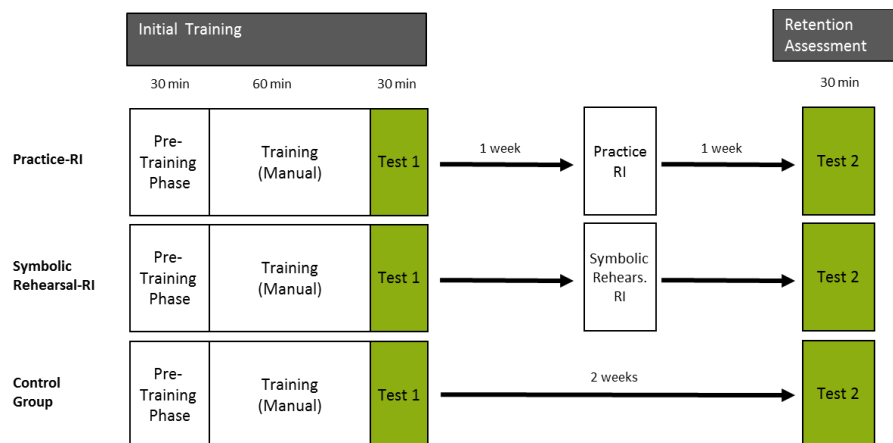 Initial Training
Retention
Assessment
30 min
60 min
30 min
30 min
Practice-RI
Pre-
Training
Phase
Training
(Manual)
Test 1
1 week
Practice
RI
1 week
Test 2
Symbolic
Rehearsal-RI
Pre-
Training
Phase
Training
(Manual)
Test 1
Symbolic
Rehears.
RI
Test 2
Control
Group
Pre-
Training
Phase
Training
(Manual)
Test 1
2 weeks
Test 2